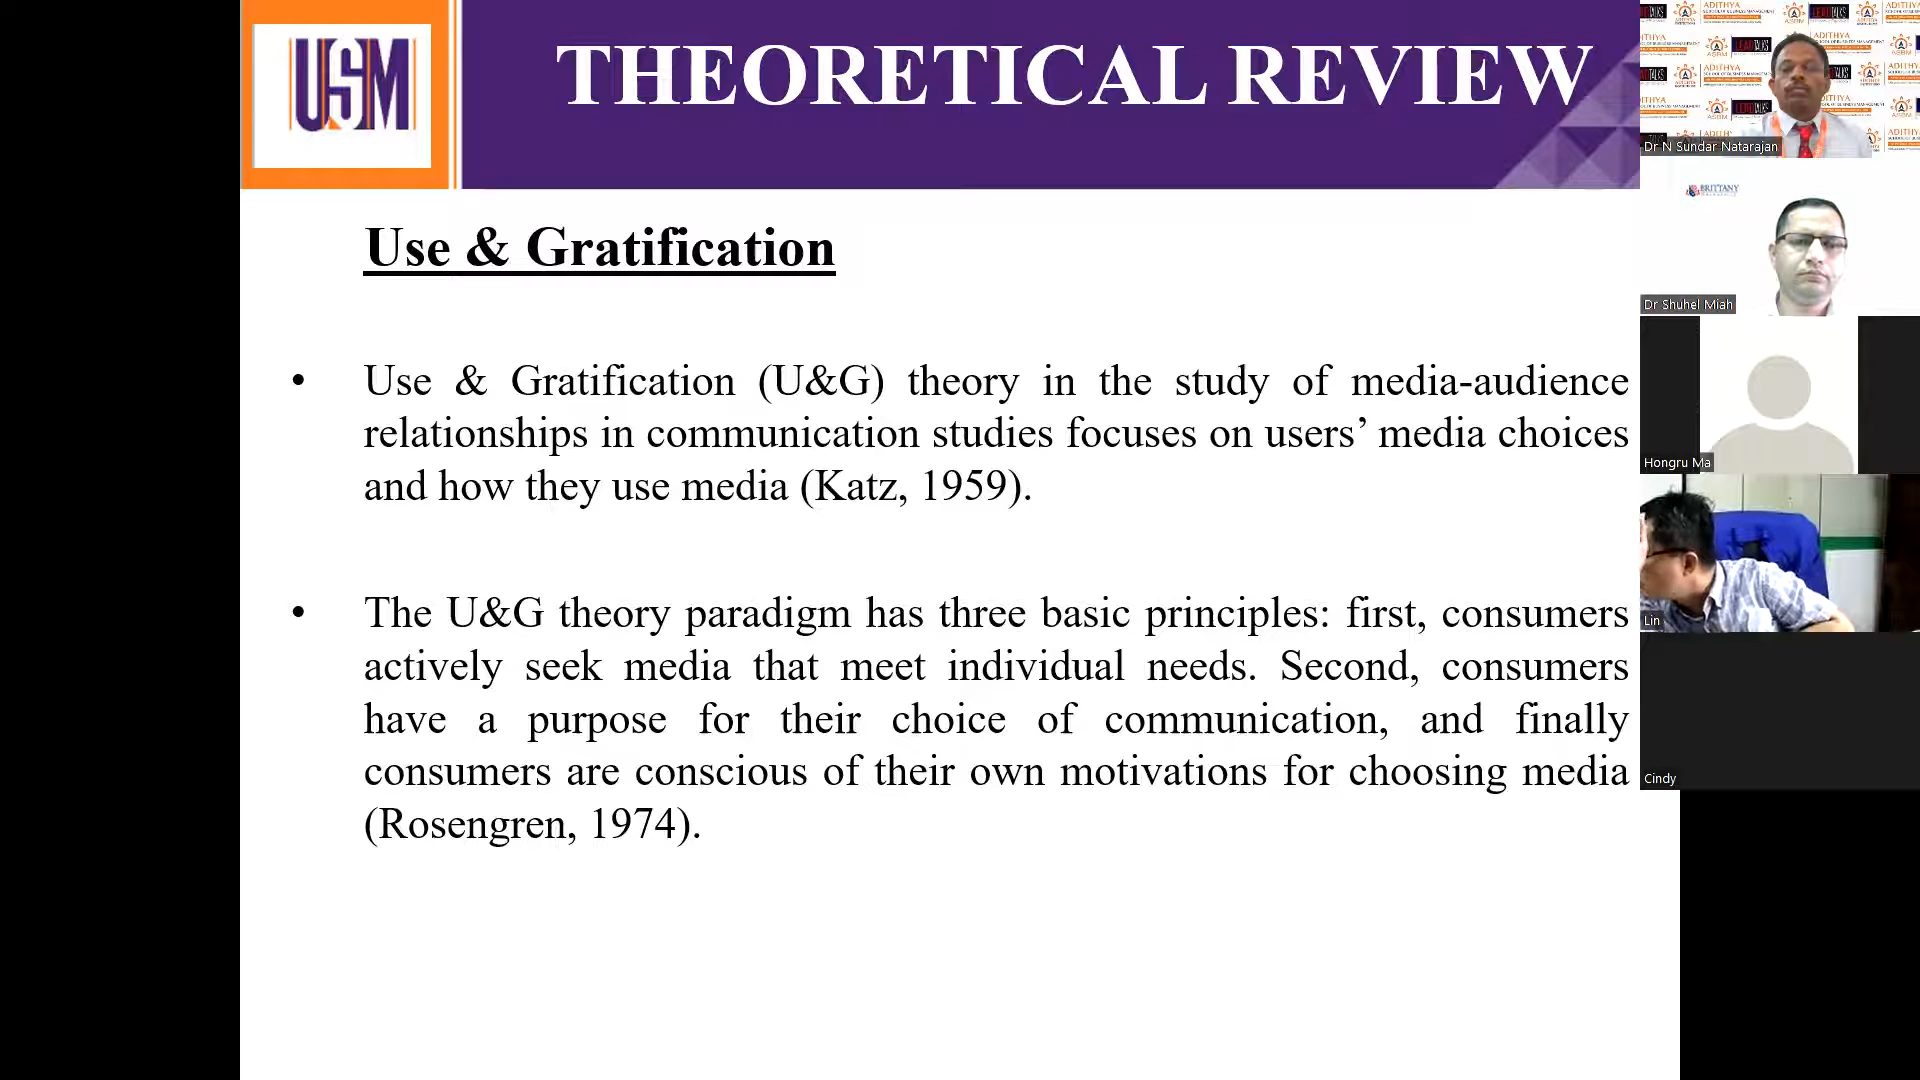 USM
THEORETICAL REVIEW
Use & Gratification
• Use & Gratification (U&G) theory in the study of media-audience
relationships in communication studies focuses on users’ media choices
and how they use media (Katz, 1959).
• The U&G theory paradigm has three basic principles: first, consumers
actively seek media that meet individual needs. Second, consumers
have a purpose for their choice of communication, and finally
consumers are conscious of their own motivations for choosing media
(Rosengren, 1974).
ADITHYA
Dr N Sundar Natarajan
BRITTANY
Dr Shuhel Miah
Hongru Ma
Lin
Cindy